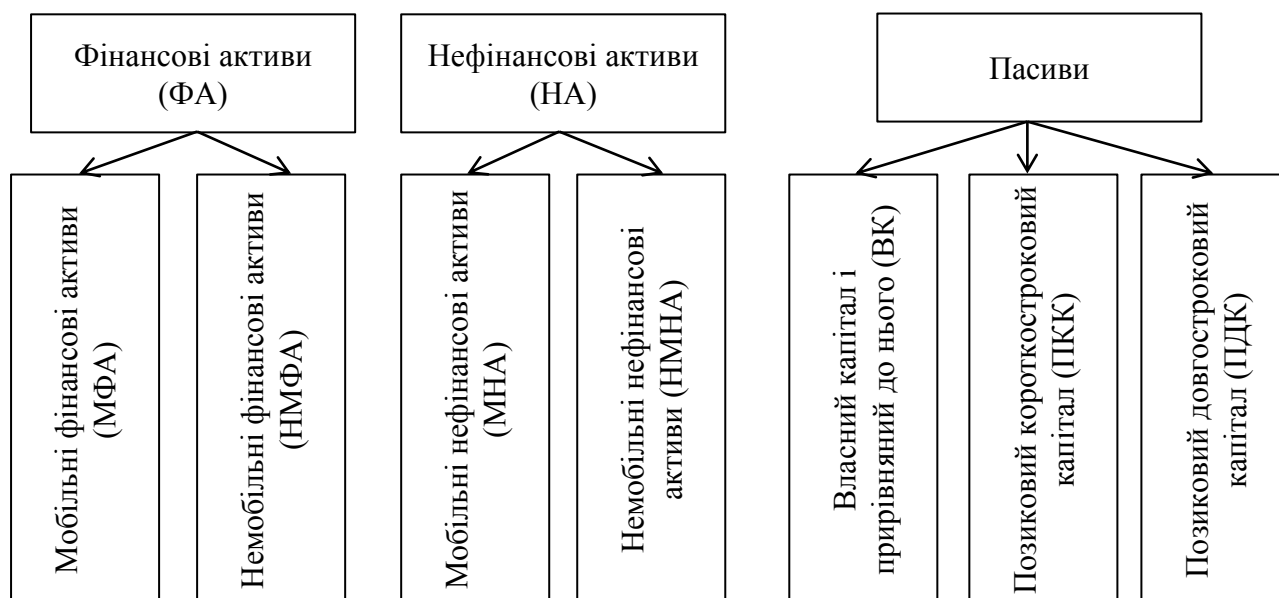 Фінансові активи
(ФА)
Нефінансові активи
(НА)
Пасиви
Мобільні фінансові активи
(МФА)
Немобільні фінансові активи
(НМФА)
Мобільні нефінансові активи
(МНА)
Немобільні нефінансові
активи (НМНА)
Власний капітал і
прирівняний до нього (ВК)
Позиковий короткостроковий
капітал (ПКК)
Позиковий довгостроковий
капітал (ПДК)